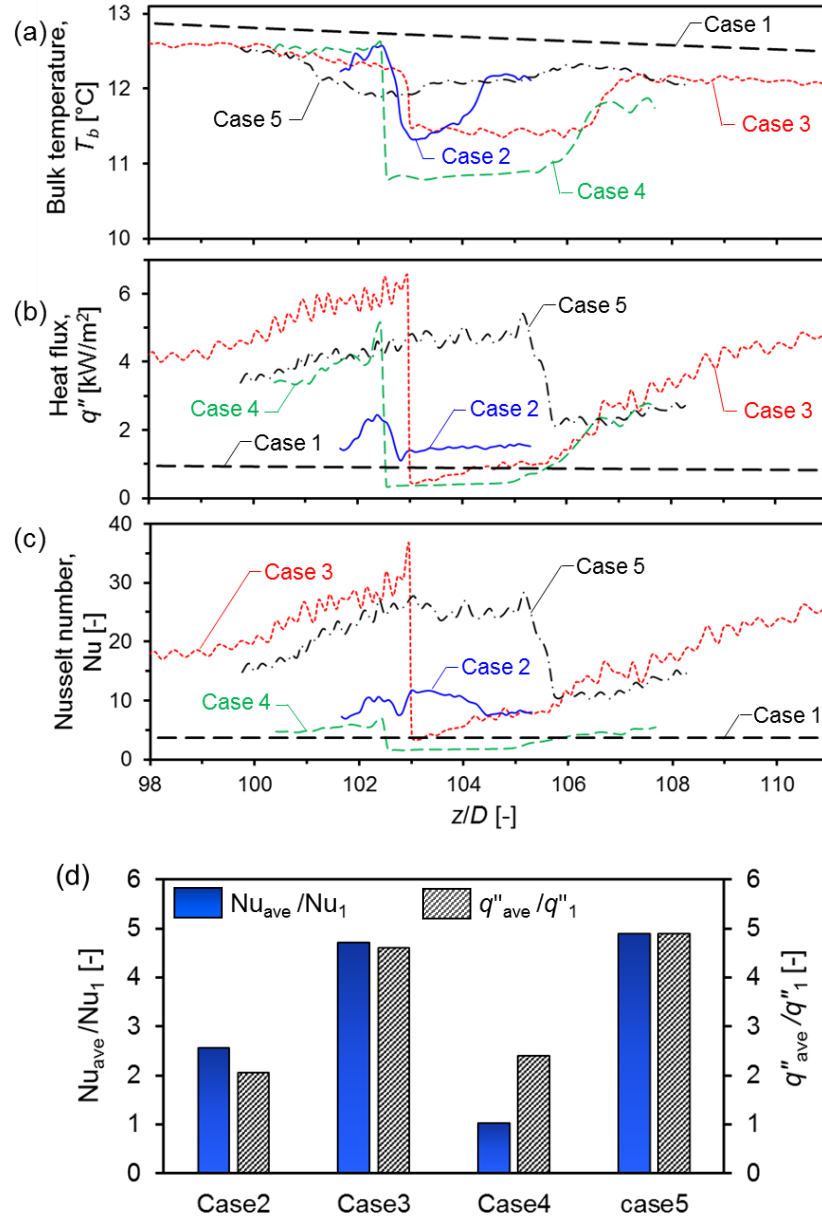 (a)
Bulk temperature,
T_b [°C]
13
12
11
10
Case 1
Case 5
Case 2
Case 3
Case 4
(b)
Heat flux,
q" [kW/m²]
6
4
2
0
Case 5
Case 4
Case 2
Case 3
Case 1
(c)
Nusselt number,
Nu [-]
40
30
20
10
0
Case 3
Case 5
Case 2
Case 4
Case 1
98 100 102 104 106 108 110
z/D [-]
(d)
Nu_ave /Nu_1 [-]
6
5
4
3
2
1
0
Nu_ave /Nu_1 q"_ave /q"_1
6
5
4
3
2
1
0
q"_ave /q"_1 [-]
Case2 Case3 Case4 case5